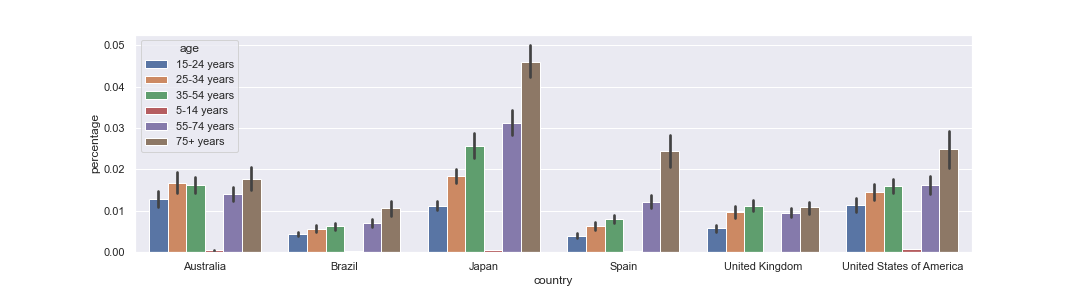 age
15-24 years
25-34 years
35-54 years
5-14 years
55-74 years
75+ years
0.05
0.04
0.03
0.02
0.01
0.00
percentage
Australia
Brazil
Japan
Spain
United Kingdom
United States of America
country